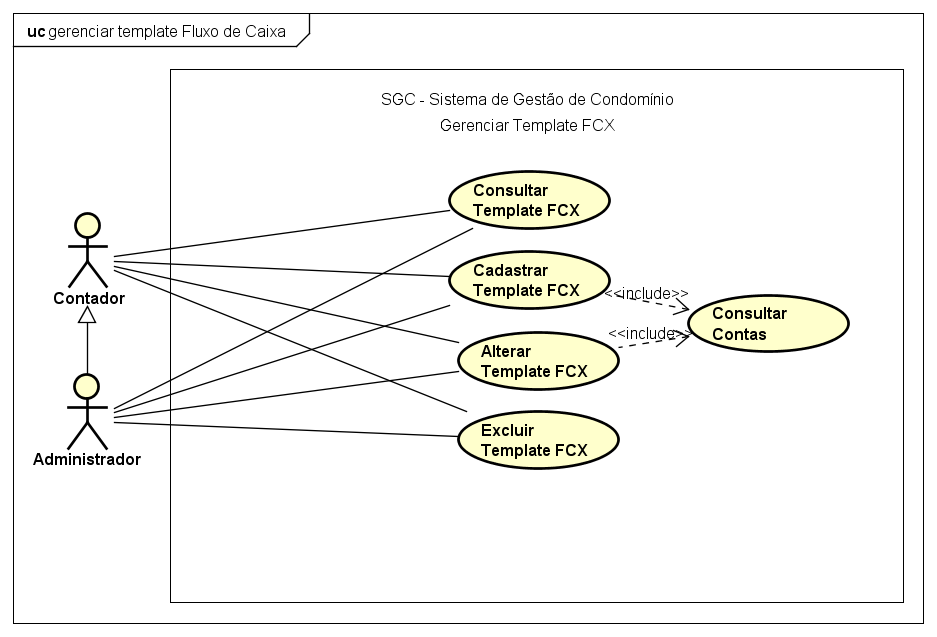 uc gerenciar template Fluxo de Caixa
SGC - Sistema de Gestão de Condomínio
Gerenciar Template FCX
Consultar
Template FCX
Contador
Cadastrar
Template FCX
<<include>>
Consultar
Contas
<<include>>
Alterar
Template FCX
Administrador
Excluir
Template FCX